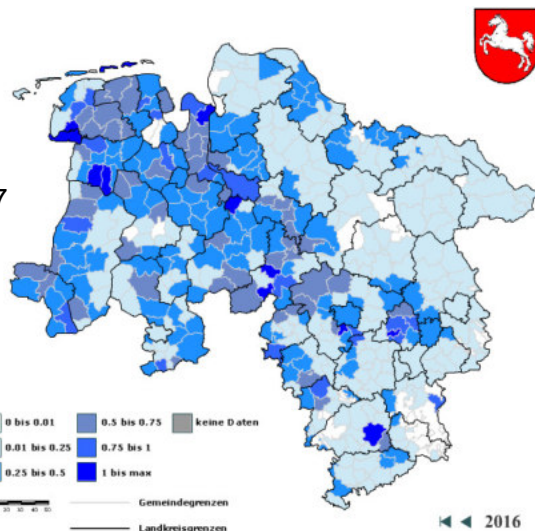 7
0 bis 0.01
0.5 bis 0.75
keine Daten
0.01 bis 0.25
0.75 bis 1
0.25 bis 0.5
1 bis max
Gemeindegrenzen
Landkreisgrenzen
2016